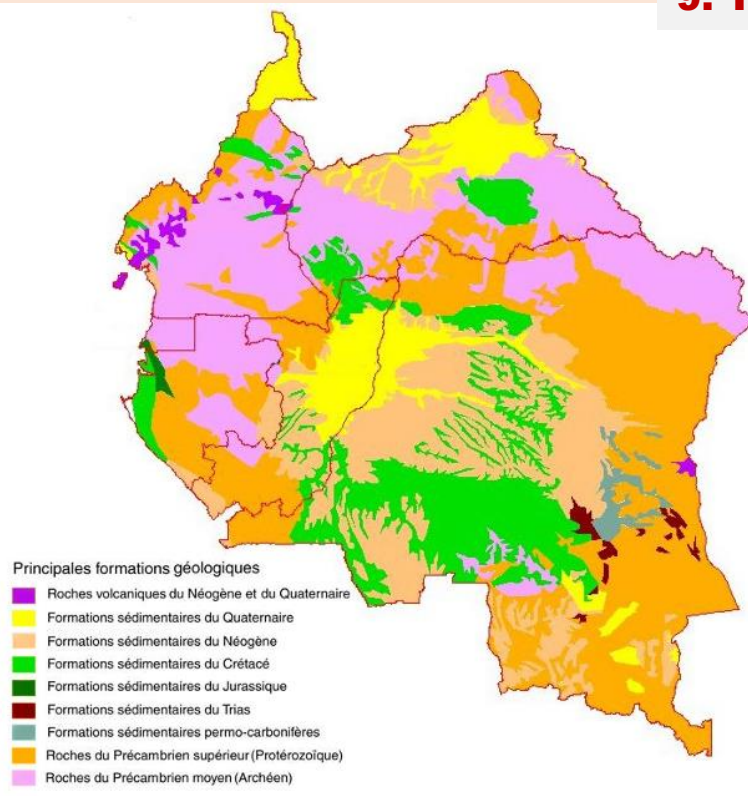 9.
Principales formations géologiques
Roches volcaniques du Néogène et du Quaternaire
Formations sédimentaires du Quaternaire
Formations sédimentaires du Néogène
Formations sédimentaires du Crétacé
Formations sédimentaires du Jurassique
Formations sédimentaires du Trias
Formations sédimentaires permo-carbonifères
Roches du Précambrien supérieur (Protérozoïque)
Roches du Précambrien moyen (Archéen)